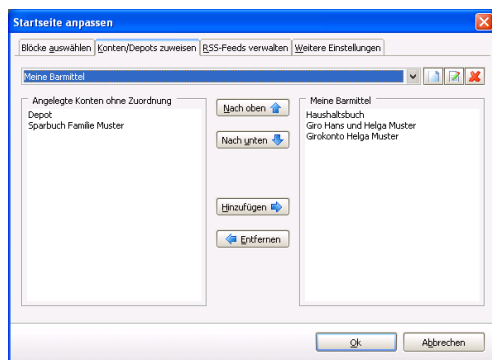 Startseite anpassen
Blöcke auswählen Konten/Depots zuweisen RSS-Feeds verwalten Weitere Einstellungen
Meine Barmittel
Angelegte Konten ohne Zuordnung
Depot
Sparbuch Familie Muster
Nach oben
Nach unten
Hinzufügen
Entfernen
Meine Barmittel
Haushaltsbuch
Giro Hans und Helga Muster
Girokonto Helga Muster
Ok Abbrechen